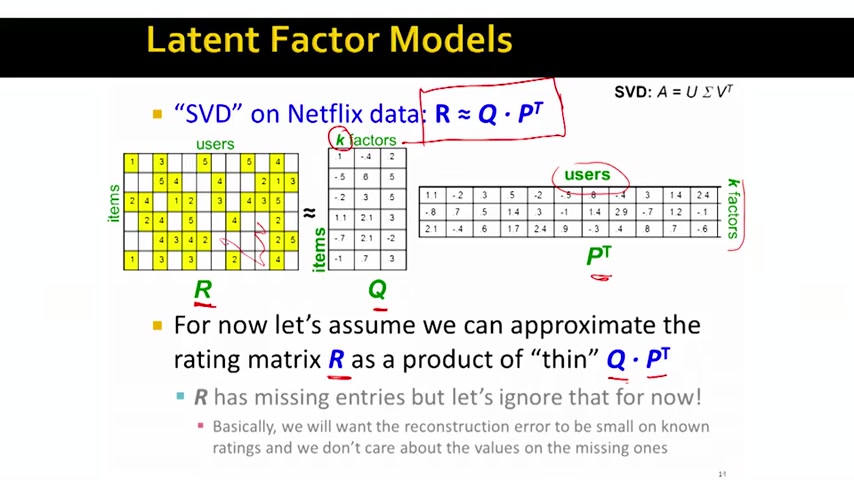 Latent Factor Models
SVD: A = U Σ Vᵀ
"SVD" on Netflix data: R ≈ Q · Pᵀ
users
k factors
items
1 3 5 5 4
5 4 4 2 1 3
2 4 1 2 3 4 3 5
2 4 5 4 2
4 3 4 2 2 5
1 3 3 2 4
R
≈
items
1 -.4 2
-.5 .6 .5
-.2 .3 .5
1.1 2.1 .3
-.7 2.1 -2
-1 .7 .3
Q
users
k factors
1.1 -.2 .3 .5 -2 -.5 .8 -.4 .3 1.4 2.4
-.8 .7 .5 1.4 .3 -1 1.4 2.9 -.7 1.2 -.1
2.1 -.4 .6 1.7 2.4 .9 -.3 .4 .8 .7 -.6
Pᵀ
For now let's assume we can approximate the
rating matrix R as a product of "thin" Q · Pᵀ
R has missing entries but let's ignore that for now!
Basically, we will want the reconstruction error to be small on known
ratings and we don't care about the values on the missing ones
14